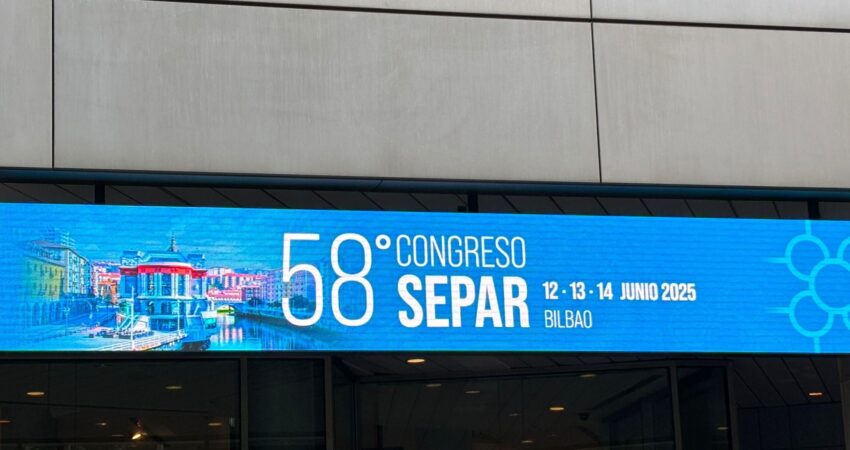 58° CONGRESO
SEPAR
12 · 13 · 14 JUNIO 2025
BILBAO